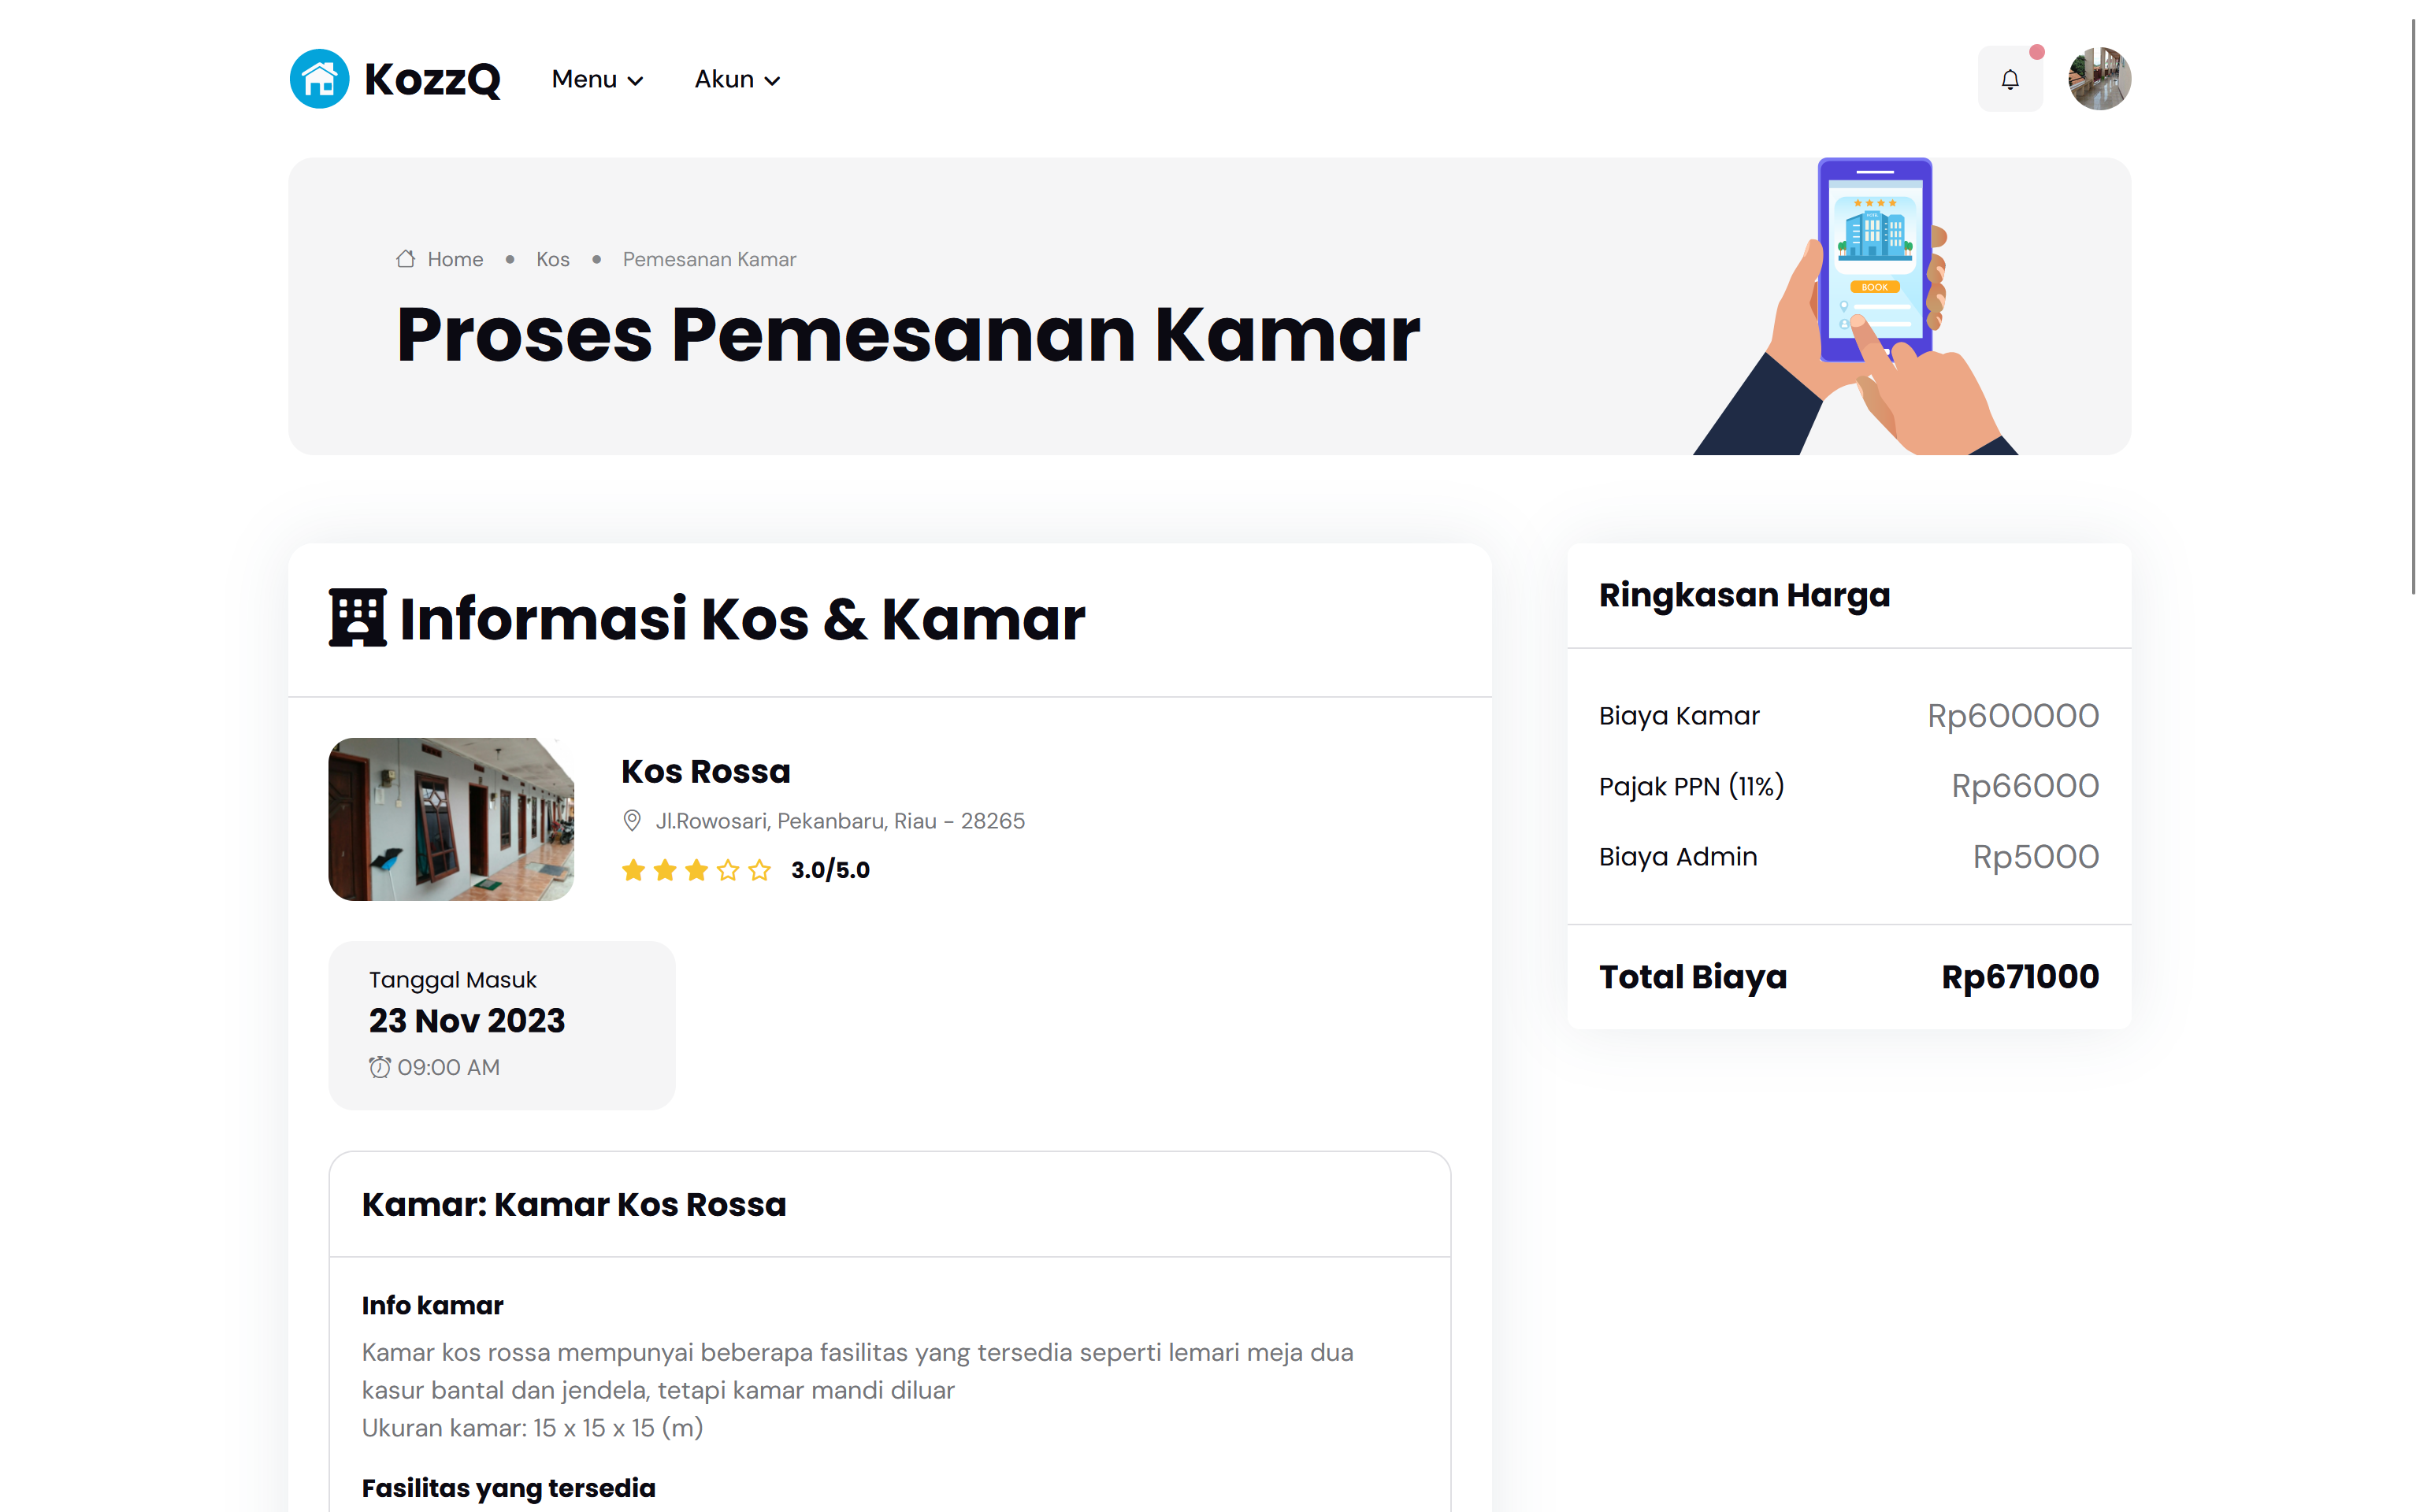 KozzQ
Menu
Akun
Home
Kos
Pemesanan Kamar
Proses Pemesanan Kamar
BOOK
Informasi Kos & Kamar
Kos Rossa
Jl.Rowosari, Pekanbaru, Riau - 28265
3.0/5.0
Tanggal Masuk
23 Nov 2023
09:00 AM
Kamar: Kamar Kos Rossa
Info kamar
Kamar kos rossa mempunyai beberapa fasilitas yang tersedia seperti lemari meja dua
kasur bantal dan jendela, tetapi kamar mandi diluar
Ukuran kamar: 15 x 15 x 15 (m)
Fasilitas yang tersedia
Ringkasan Harga
Biaya Kamar Rp600000
Pajak PPN (11%) Rp66000
Biaya Admin Rp5000
Total Biaya Rp671000